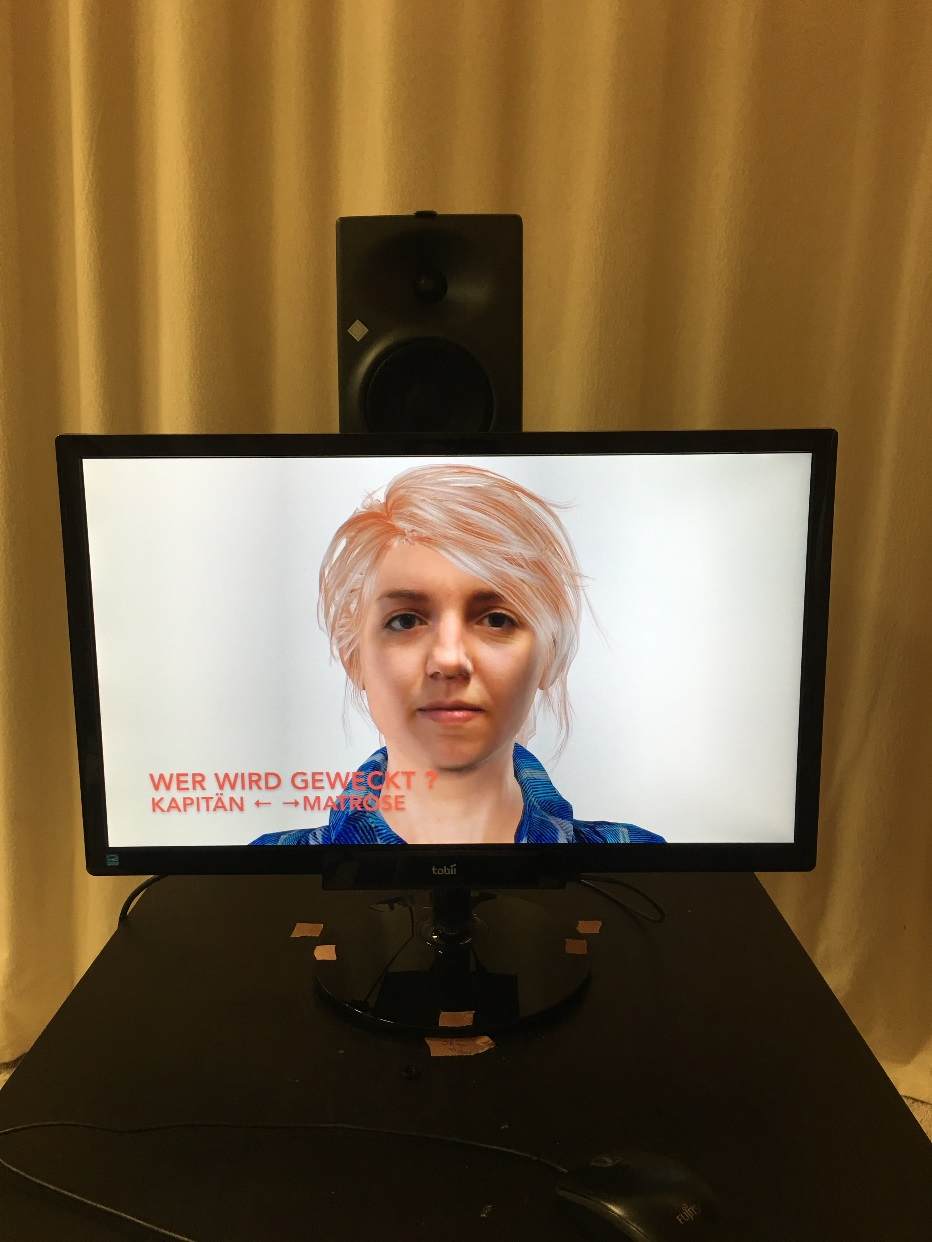 WER WIRD GEWECKT ?
KAPITÄN ← →MATROSE
tobii